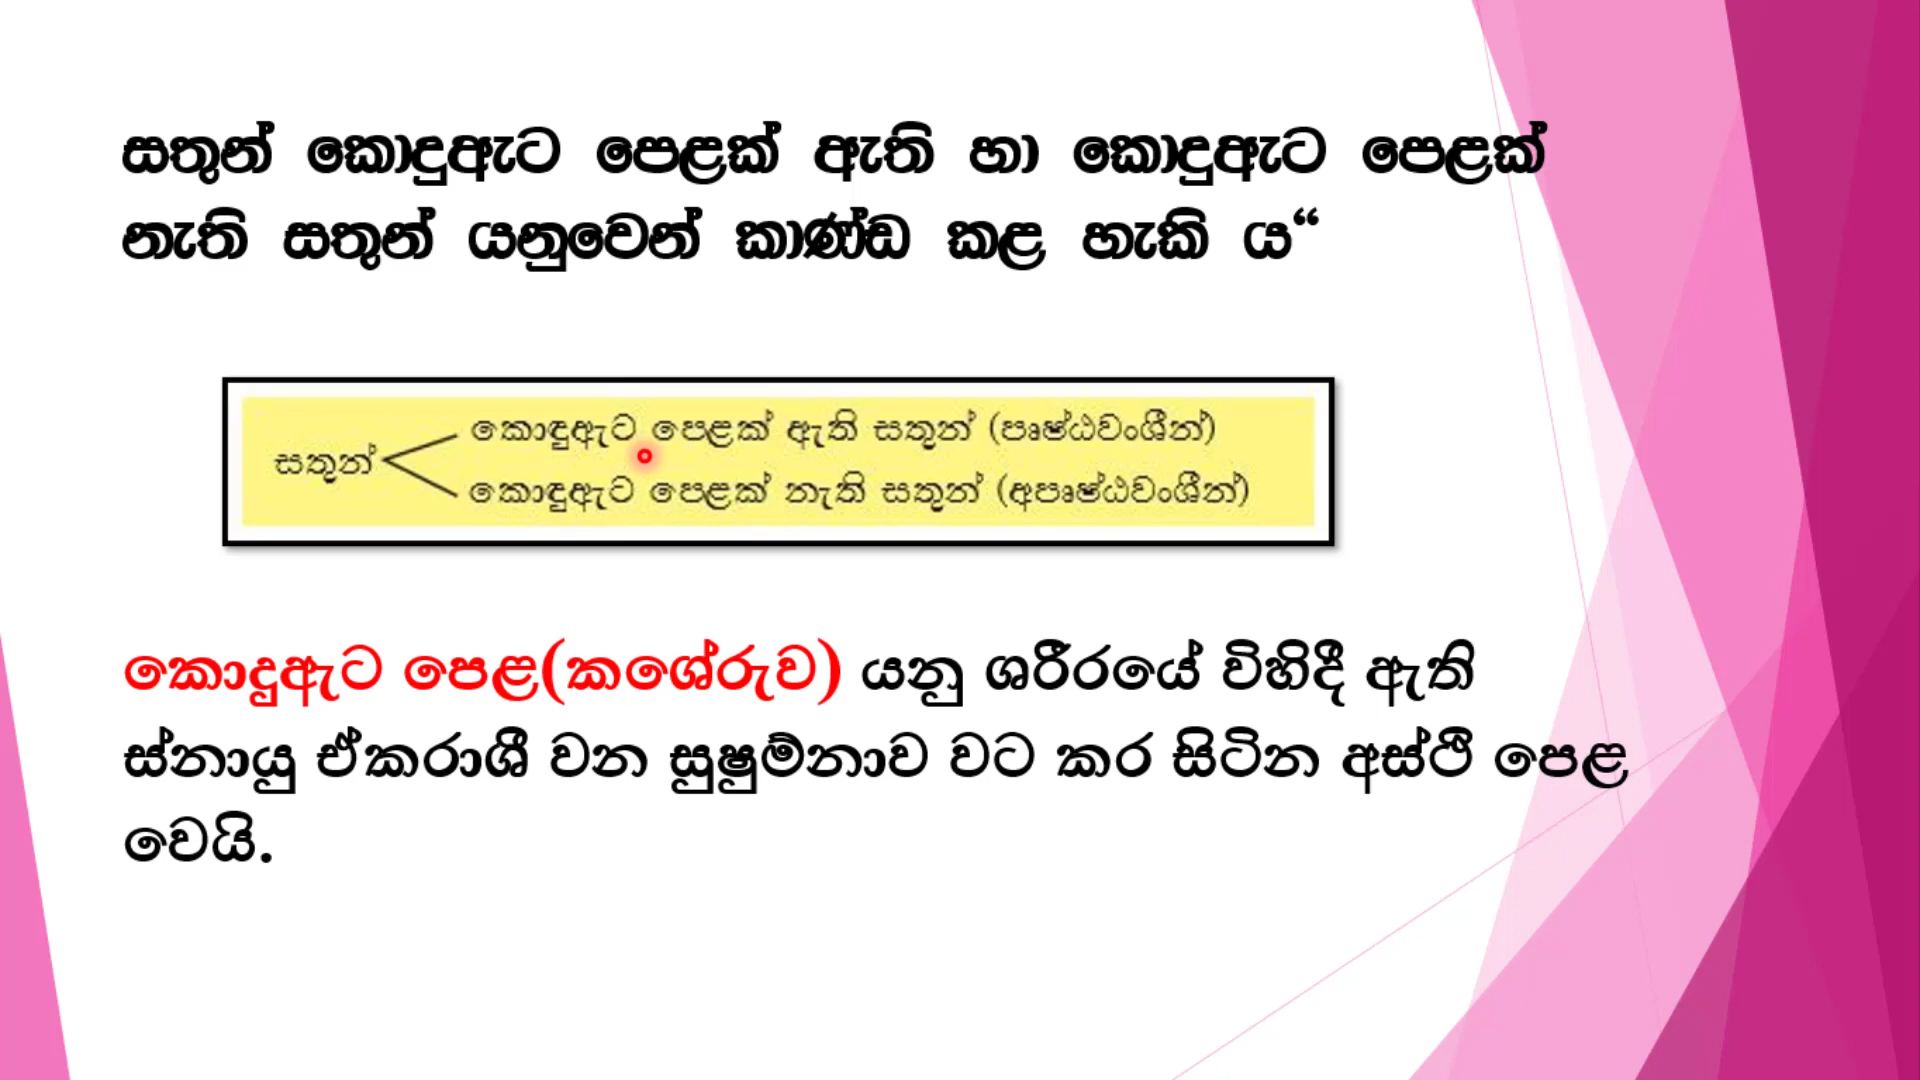 සතුන් කොදුඇට පෙළක් ඇති හා කොදුඇට පෙළක්
නැති සතුන් යනුවෙන් කාණ්ඩ කළ හැකි ය“
කොඳුඇට පෙළක් ඇති සතුන් (පෘෂ්ඨවංශීන්)
සතුන්
කොඳුඇට පෙළක් නැති සතුන් (අපෘෂ්ඨවංශීන්)
කොදුඇට පෙළ(කශේරුව) යනු ශරීරයේ විහිදී ඇති
ස්නායු ඒකරාශී වන සුෂුම්නාව වට කර සිටින අස්ථි පෙළ
වෙයි.